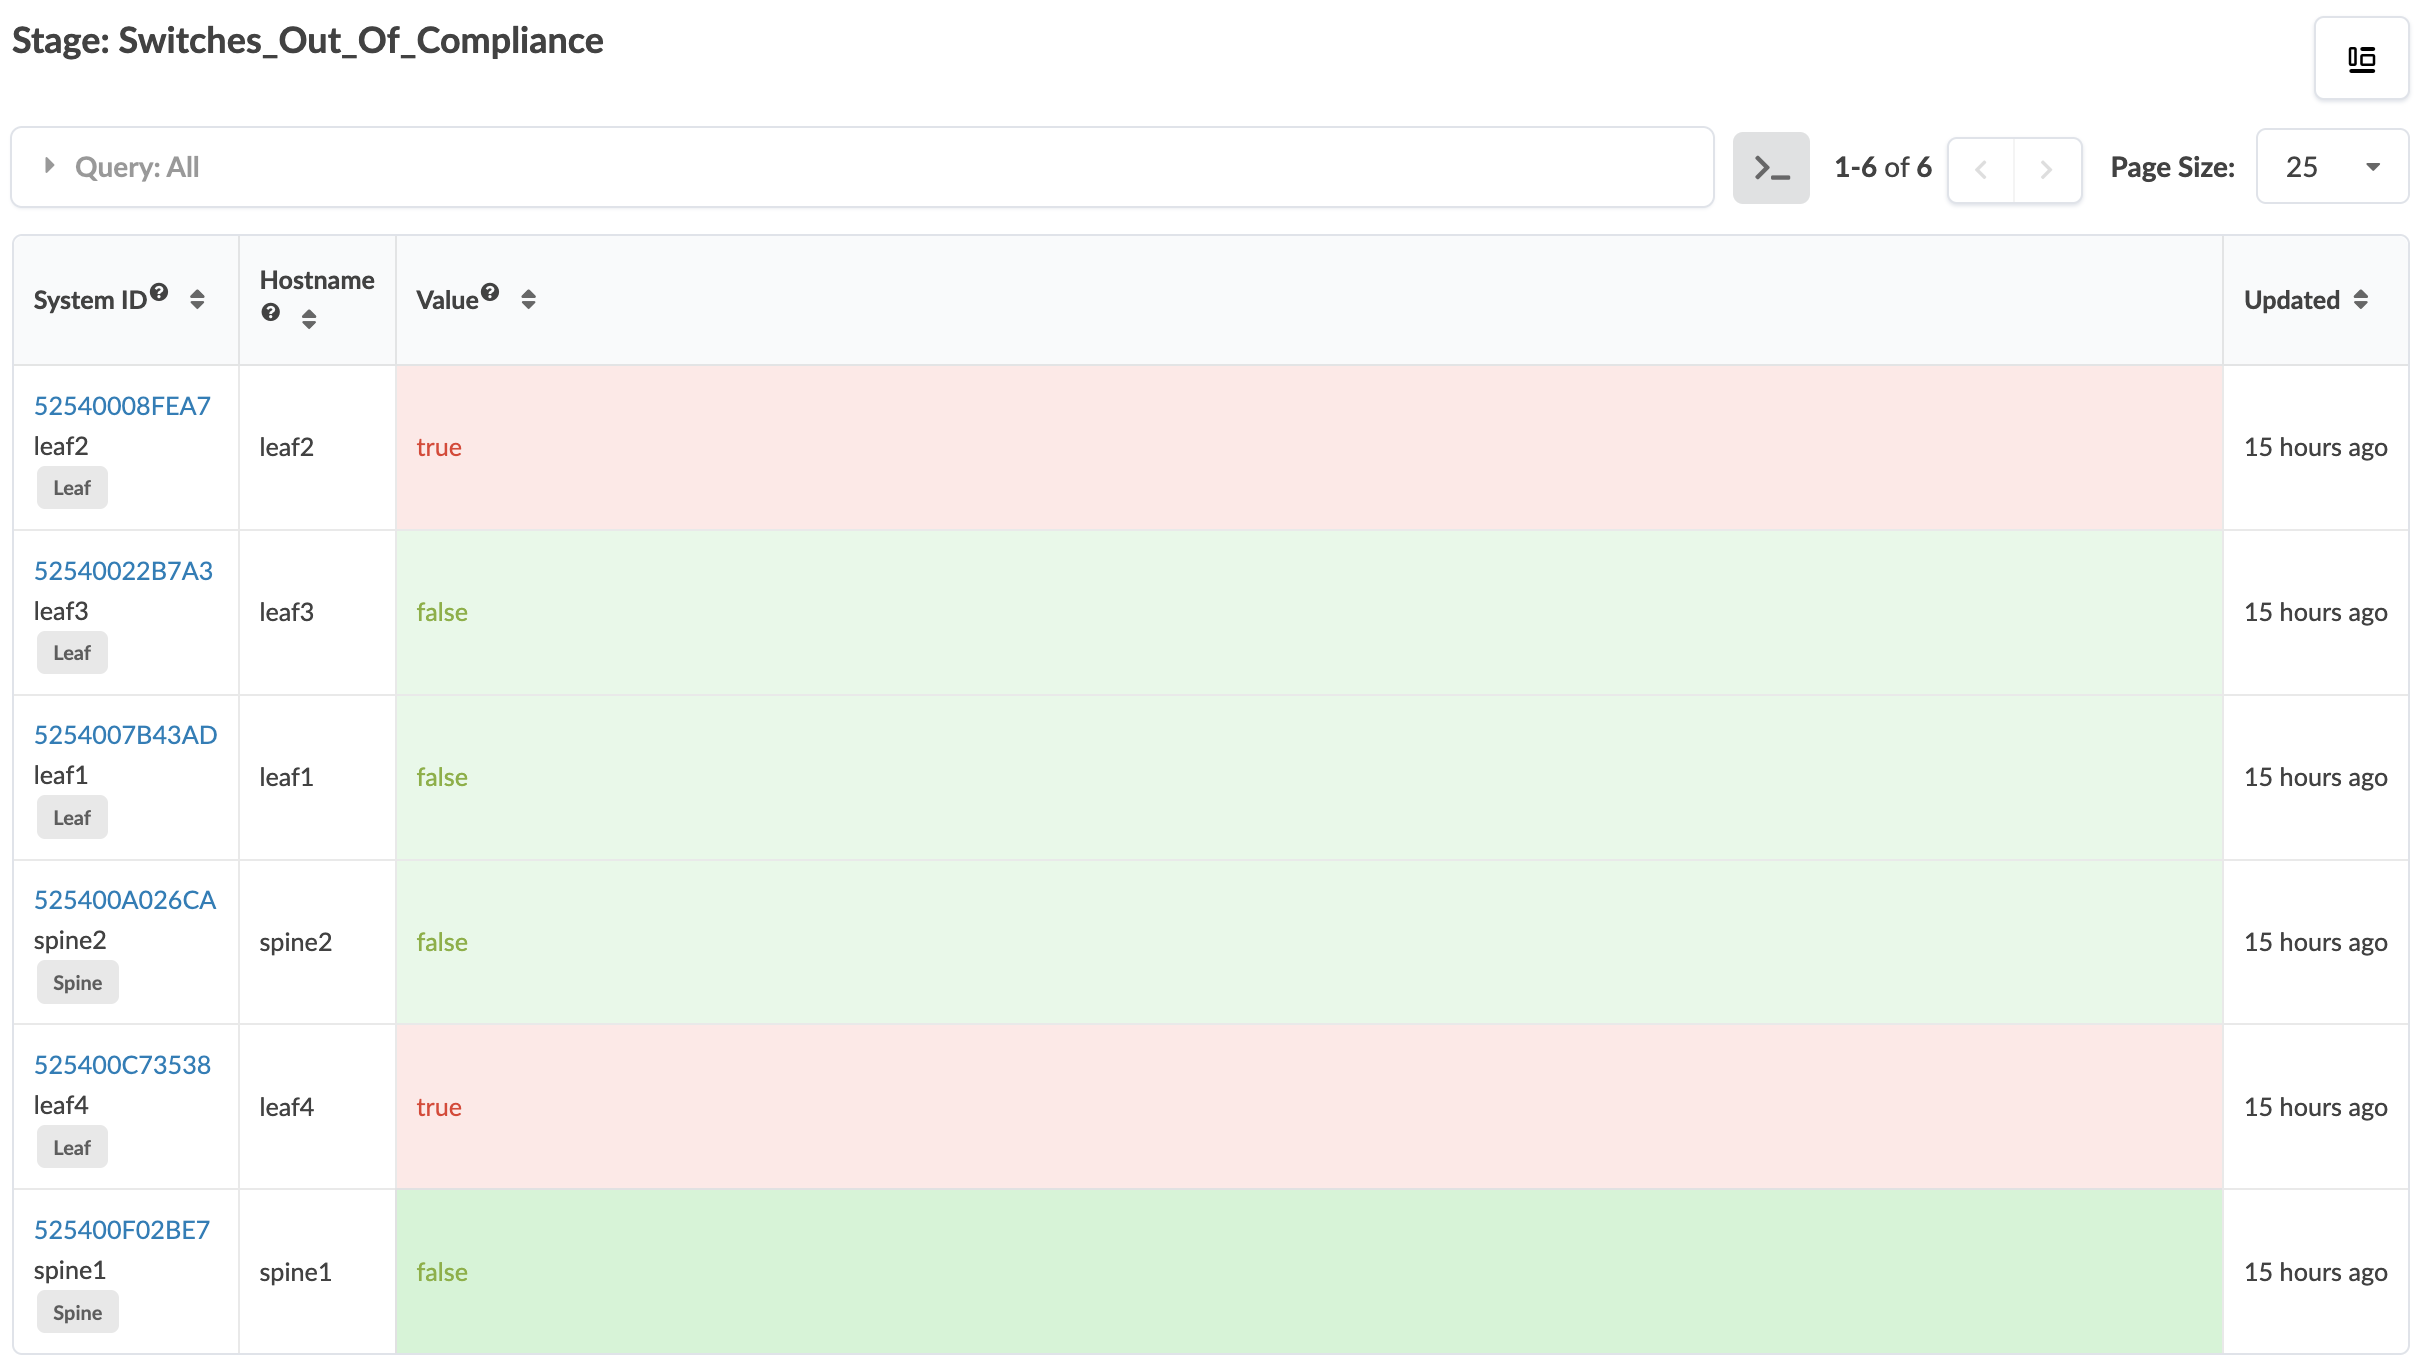 Stage: Switches_Out_Of_Compliance
Query: All
1-6 of 6
Page Size:
25
System ID
Hostname
Value
Updated
52540008FEA7
leaf2
Leaf
leaf2
true
15 hours ago
52540022B7A3
leaf3
Leaf
leaf3
false
15 hours ago
5254007B43AD
leaf1
Leaf
leaf1
false
15 hours ago
525400A026CA
spine2
Spine
spine2
false
15 hours ago
525400C73538
leaf4
Leaf
leaf4
true
15 hours ago
525400F02BE7
spine1
Spine
spine1
false
15 hours ago